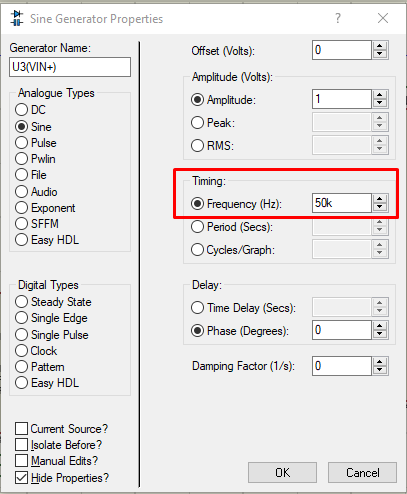 Sine Generator Properties
Generator Name:
U3(VIN+)
Analogue Types
DC
Sine
Pulse
Pwlin
File
Audio
Exponent
SFFM
Easy HDL
Digital Types
Steady State
Single Edge
Single Pulse
Clock
Pattern
Easy HDL
Current Source?
Isolate Before?
Manual Edits?
Hide Properties?
Offset (Volts): 0
Amplitude (Volts):
Amplitude: 1
Peak:
RMS:
Timing:
Frequency (Hz): 50k
Period (Secs):
Cycles/Graph:
Delay:
Time Delay (Secs):
Phase (Degrees): 0
Damping Factor (1/s): 0
OK Cancel